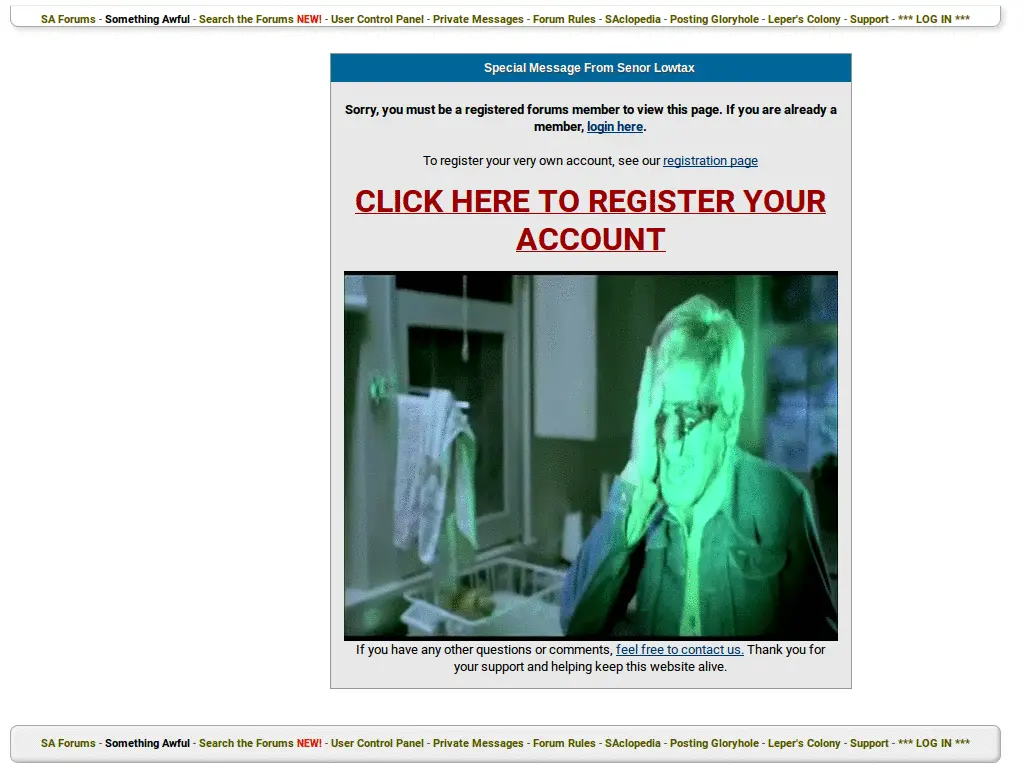 SA Forums - Something Awful - Search the Forums NEW! - User Control Panel - Private Messages - Forum Rules - SAclopedia - Posting Gloryhole - Leper's Colony - Support - *** LOG IN ***
Special Message From Senor Lowtax
Sorry, you must be a registered forums member to view this page. If you are already a
member, login here.
To register your very own account, see our registration page
CLICK HERE TO REGISTER YOUR
ACCOUNT
If you have any other questions or comments, feel free to contact us. Thank you for
your support and helping keep this website alive.
SA Forums - Something Awful - Search the Forums NEW! - User Control Panel - Private Messages - Forum Rules - SAclopedia - Posting Gloryhole - Leper's Colony - Support - *** LOG IN ***